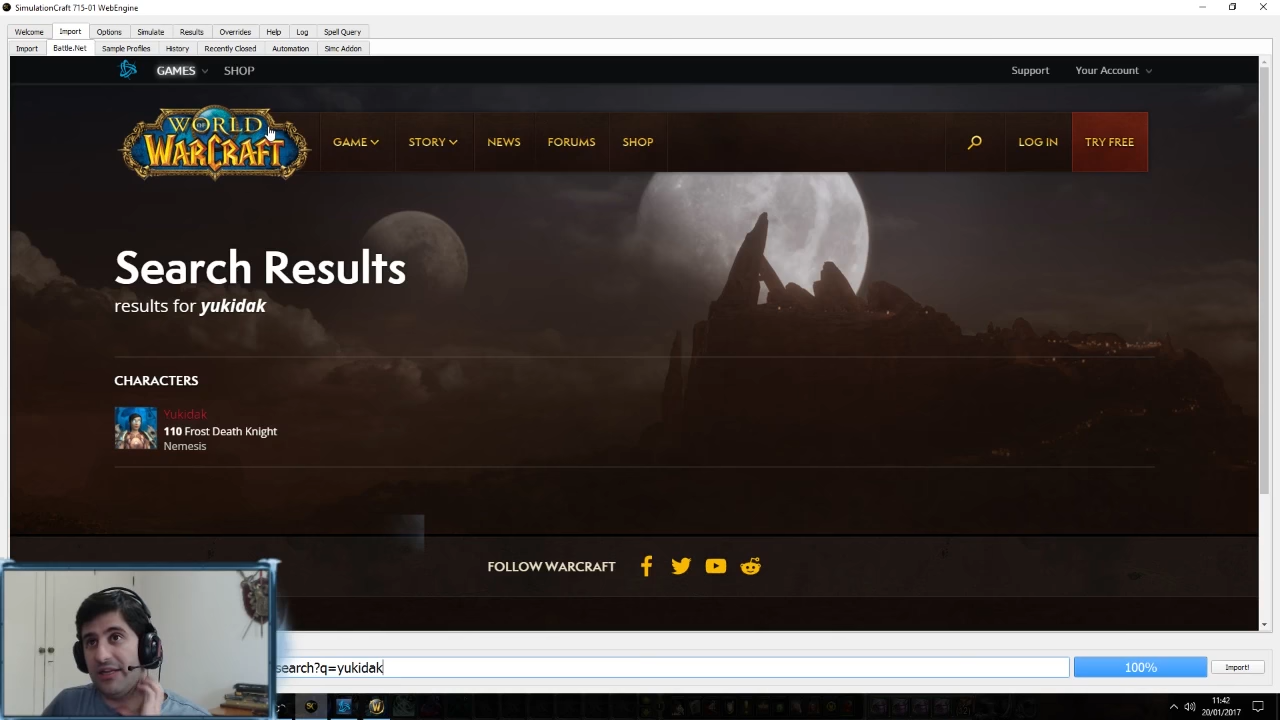 SimulationCraft 715-01 WebEngine
Welcome Import Options Simulate Results Overrides Help Log Spell Query
Import Battle.Net Sample Profiles History Recently Closed Automation Simc Addon
GAMES SHOP Support Your Account
WORLD OF WARCRAFT
GAME STORY NEWS FORUMS SHOP LOG IN TRY FREE
Search Results
results for yukidak
CHARACTERS
Yukidak
110 Frost Death Knight
Nemesis
FOLLOW WARCRAFT
search?q=yukidak 100% Import!
11:42
20/01/2017